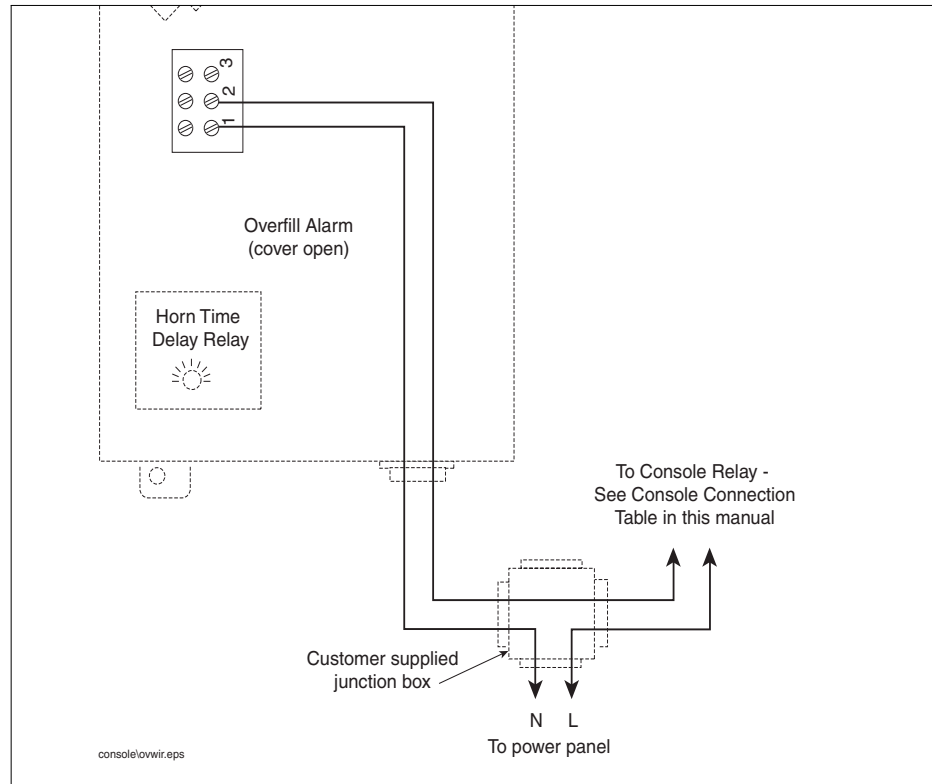 3
2
1
Overfill Alarm
(cover open)
Horn Time
Delay Relay
To Console Relay -
See Console Connection
Table in this manual
Customer supplied
junction box
N L
To power panel
console\ovwir.eps